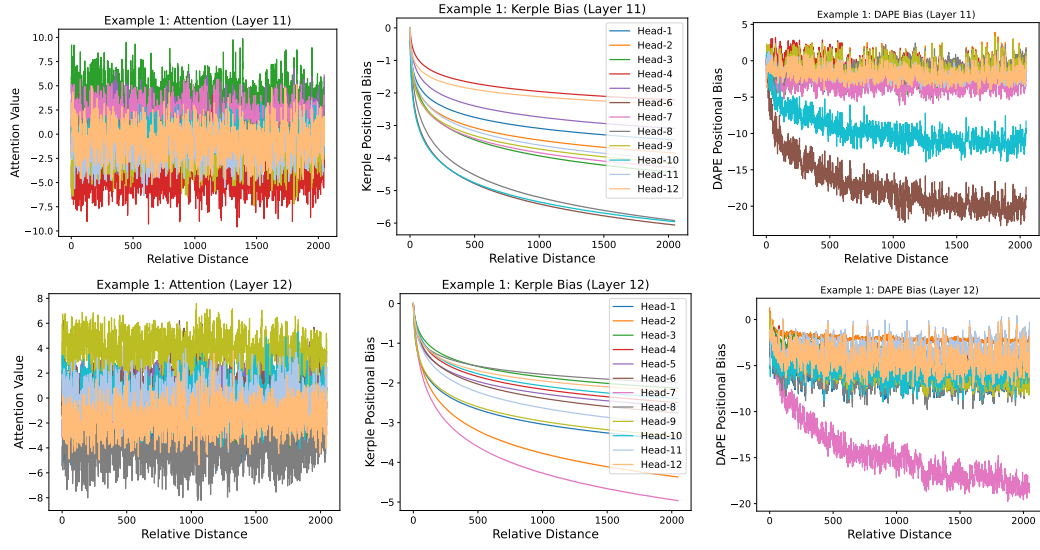 Example 1: Attention (Layer 11)
10.0
7.5
5.0
2.5
0.0
−2.5
−5.0
−7.5
−10.0
Attention Value
0 500 1000 1500 2000
Relative Distance
Example 1: Kerple Bias (Layer 11)
0
−1
−2
−3
−4
−5
−6
Kerple Positional Bias
Head-1
Head-2
Head-3
Head-4
Head-5
Head-6
Head-7
Head-8
Head-9
Head-10
Head-11
Head-12
0 500 1000 1500 2000
Relative Distance
Example 1: DAPE Bias (Layer 11)
5
0
−5
−10
−15
−20
DAPE Positional Bias
0 500 1000 1500 2000
Relative Distance
Example 1: Attention (Layer 12)
8
6
4
2
0
−2
−4
−6
−8
Attention Value
0 500 1000 1500 2000
Relative Distance
Example 1: Kerple Bias (Layer 12)
0
−1
−2
−3
−4
−5
Kerple Positional Bias
Head-1
Head-2
Head-3
Head-4
Head-5
Head-6
Head-7
Head-8
Head-9
Head-10
Head-11
Head-12
0 500 1000 1500 2000
Relative Distance
Example 1: DAPE Bias (Layer 12)
0
−5
−10
−15
−20
DAPE Positional Bias
0 500 1000 1500 2000
Relative Distance